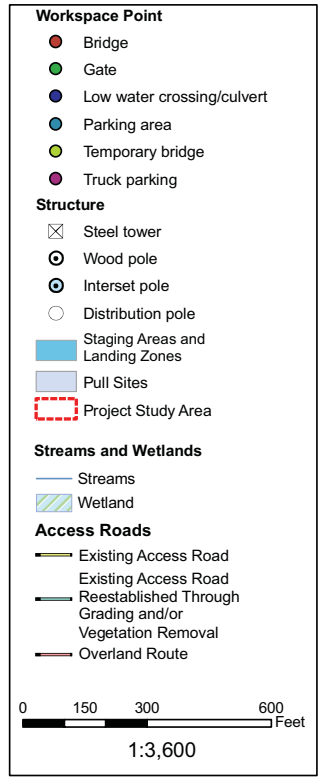 Workspace Point
Bridge
Gate
Low water crossing/culvert
Parking area
Temporary bridge
Truck parking
Structure
Steel tower
Wood pole
Interset pole
Distribution pole
Staging Areas and
Landing Zones
Pull Sites
Project Study Area
Streams and Wetlands
Streams
Wetland
Access Roads
Existing Access Road
Existing Access Road
Reestablished Through
Grading and/or
Vegetation Removal
Overland Route
0 150 300 600
Feet
1:3,600